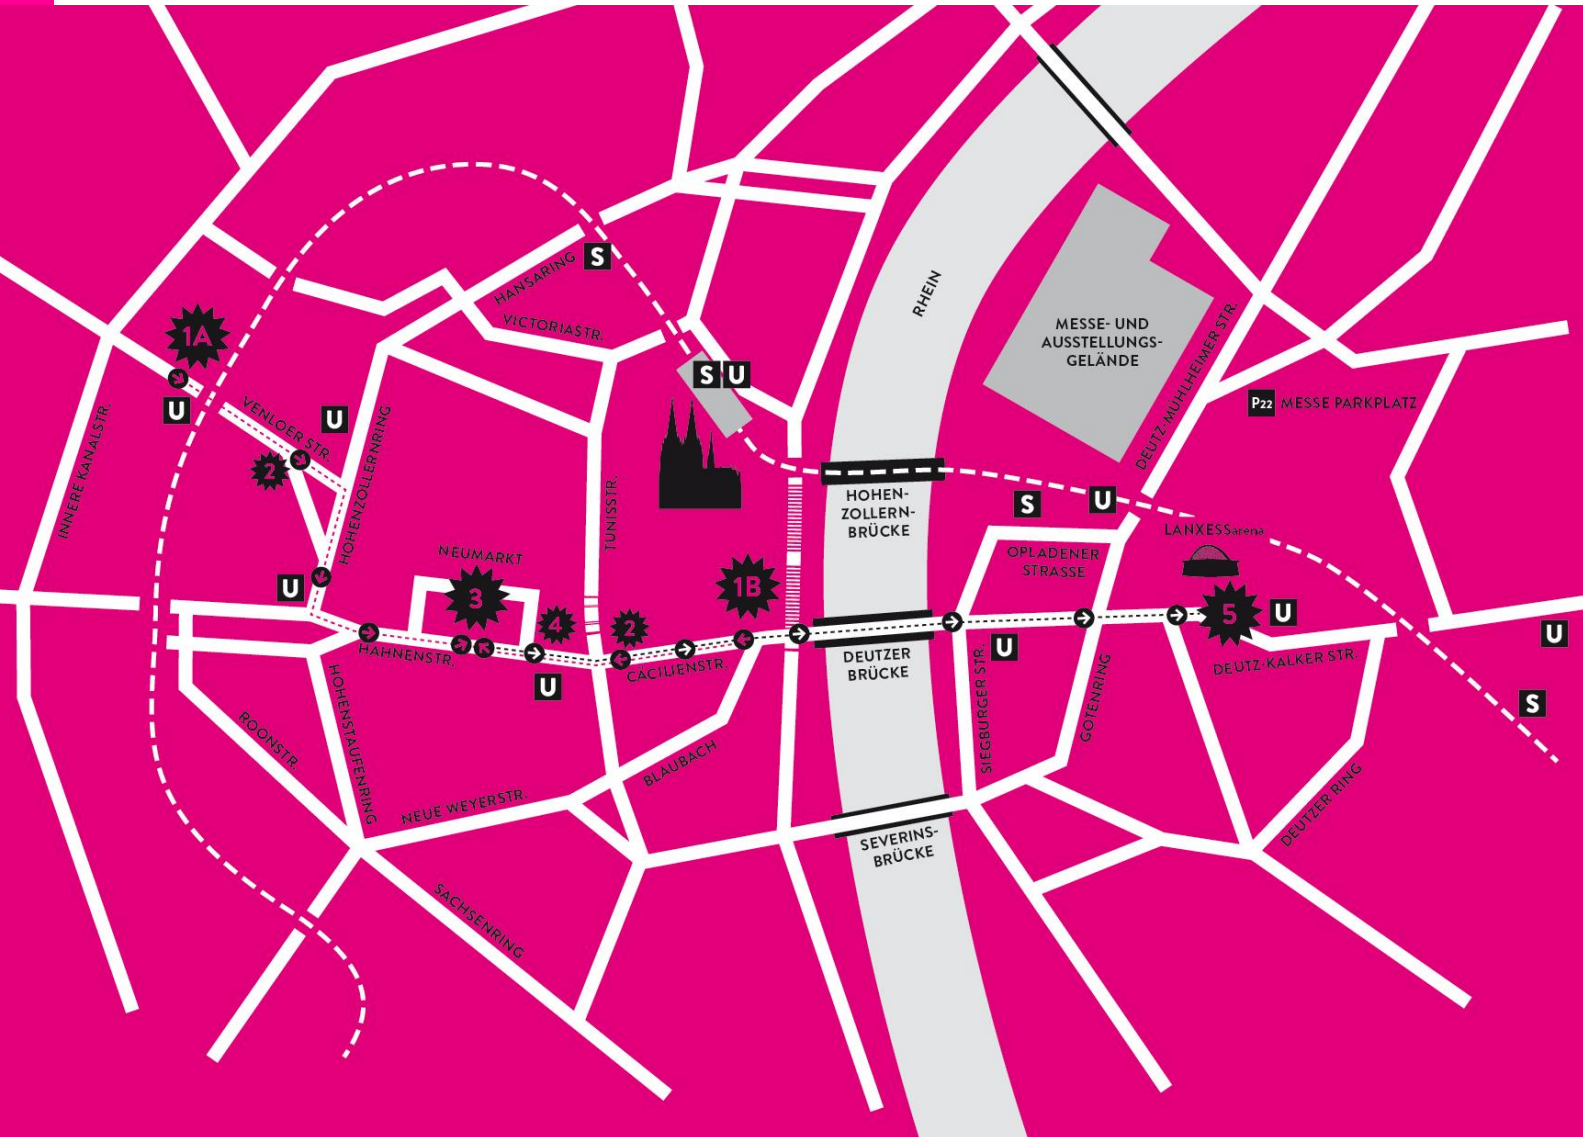 S
HANSARING
VICTORIASTR.
RHEIN
1A
U
VENLOER STR.
U
2
INNERE KANALSTR.
HOHENZOLLERNRING
S U
MESSE- UND
AUSSTELLUNGS-
GELÄNDE
DEUTZ-MÜHLHEIMER STR.
P22 MESSE PARKPLATZ
TUNISSTR.
HOHEN-
ZOLLERN-
BRÜCKE
S
U
LANXESSarena
OPLADENER
STRASSE
NEUMARKT
U
3
4
2
1B
5
U
U
HAHNENSTR.
U
CÄCILIENSTR.
DEUTZER
BRÜCKE
U
DEUTZ-KALKER STR.
S
HOHENSTAUFENRING
ROONSTR.
SIEGBURGER STR.
GOTENRING
BLAUBACH
NEUE WEYERSTR.
DEUTZER RING
SEVERINS-
BRÜCKE
SACHSENRING